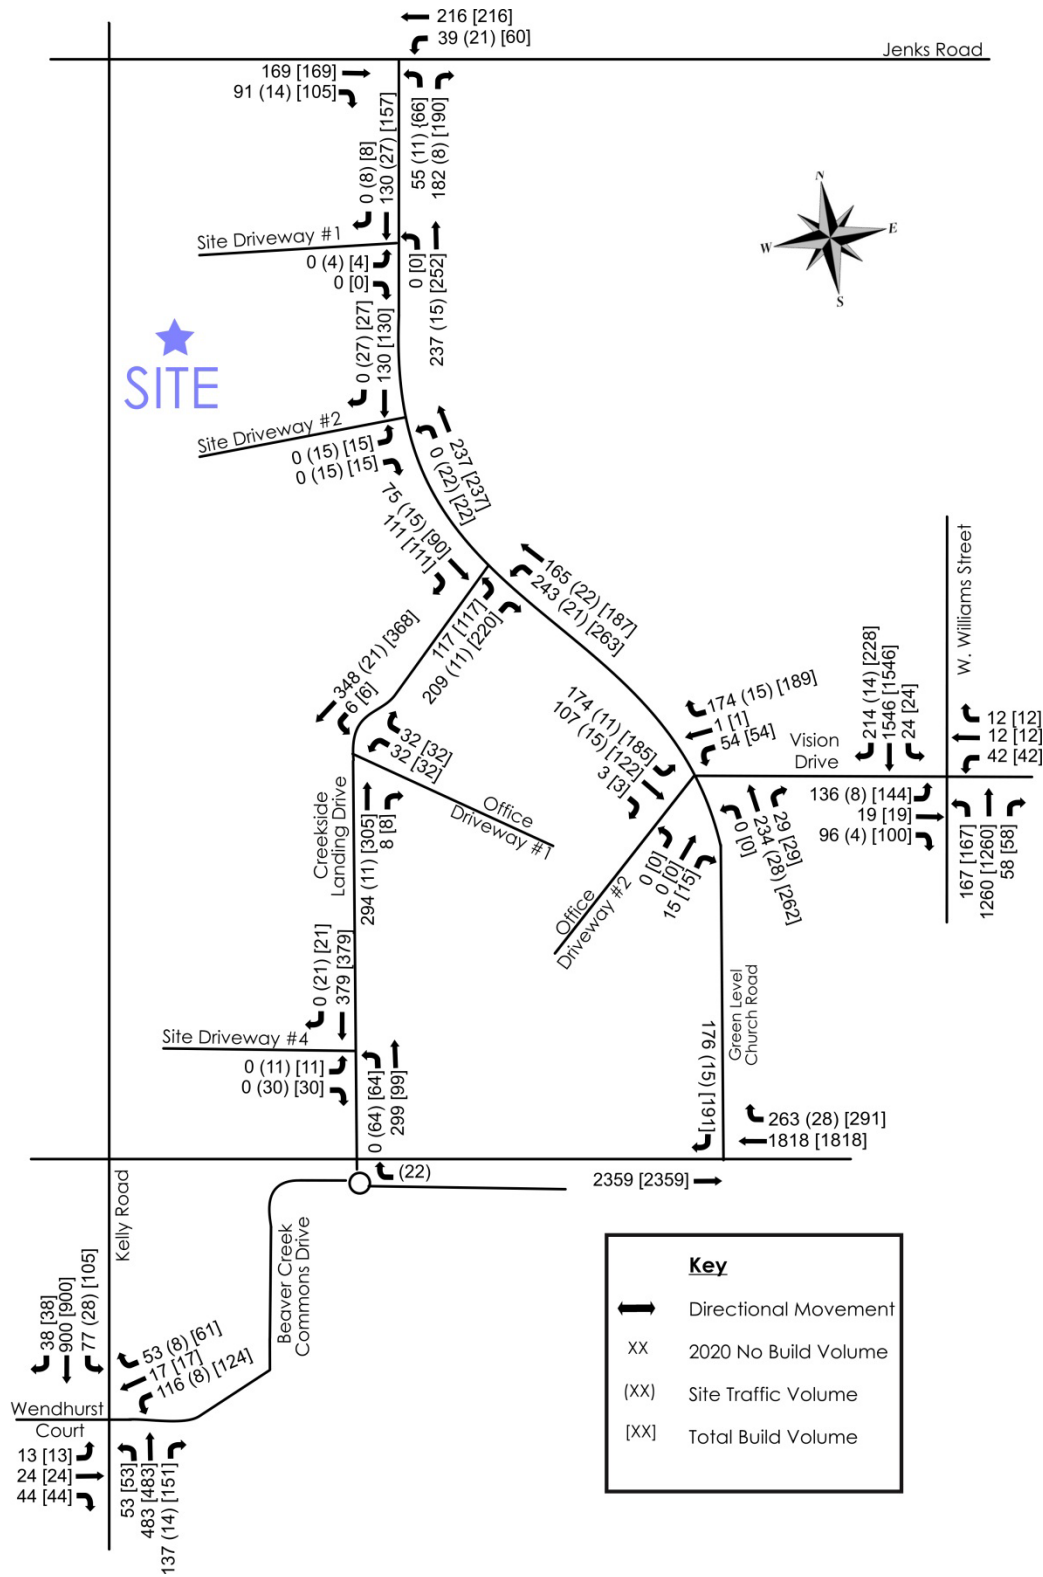 216 [216]
39 (21) [60]
Jenks Road
169 [169]
91 (14) [105]
130 (27) [157]
0 (8) [8]
55 (11) {66]
182 (8) [190]
N
E
W
S
Site Driveway #1
0 (4) [4]
0 [0]
0 [0]
237 (15) [252]
0 (27) [27]
130 [130]
SITE
Site Driveway #2
0 (15) [15]
0 (15) [15]
237 [237]
0 (22) [22]
75 (15) [90]
111 [111]
165 (22) [187]
243 (21) [263]
117 [117]
209 (11) [220]
348 (21) [368]
6 [6]
32 [32]
32 [32]
Office
Driveway #1
Creekside
Landing Drive
294 (11) [305]
8 [8]
174 (11) [185]
107 (15) [122]
3 [3]
174 (15) [189]
1 [1]
54 [54]
Vision
Drive
W. Williams Street
214 (14) [228]
1546 [1546]
24 [24]
12 [12]
12 [12]
42 [42]
136 (8) [144]
19 [19]
96 (4) [100]
167 [167]
1260 [1260]
58 [58]
0 [0]
0 [0]
15 [15]
Office
Driveway #2
0 [0]
234 (28) [262]
29 [29]
Green Level
Church Road
0 (21) [21]
379 [379]
Site Driveway #4
0 (11) [11]
0 (30) [30]
0 (64) [64]
299 [99]
176 (15) [191]
263 (28) [291]
1818 [1818]
(22)
2359 [2359]
Kelly Road
Beaver Creek
Commons Drive
38 [38]
900 [900]
77 (28) [105]
53 (8) [61]
17 [17]
116 (8) [124]
Wendhurst
Court
13 [13]
24 [24]
44 [44]
53 [53]
483 [483]
137 (14) [151]
Key
Directional Movement
XX 2020 No Build Volume
(XX) Site Traffic Volume
[XX] Total Build Volume